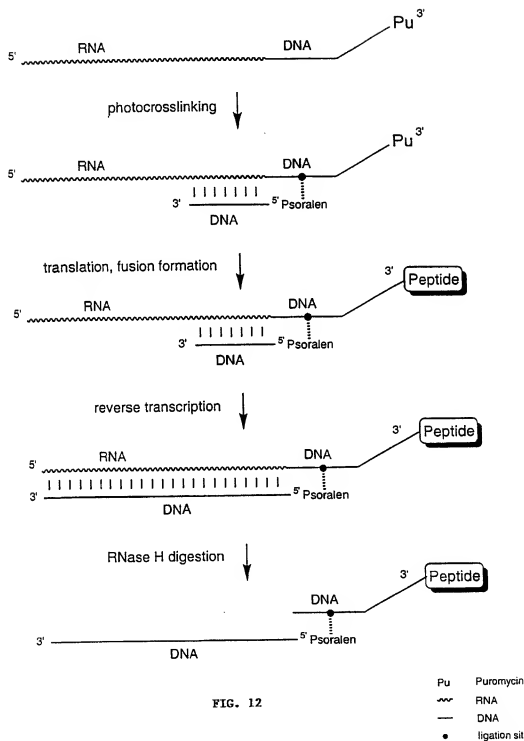 Pu 3'
RNA DNA
5'
photocrosslinking
Pu 3'
RNA DNA
5'
3' 5' Psoralen
DNA
translation, fusion formation
3' Peptide
RNA DNA
5'
3' 5' Psoralen
DNA
reverse transcription
3' Peptide
RNA DNA
5'
3' 5' Psoralen
DNA
RNase H digestion
3' Peptide
DNA
3' 5' Psoralen
DNA
Pu Puromycin
RNA
FIG. 12
DNA
ligation sit